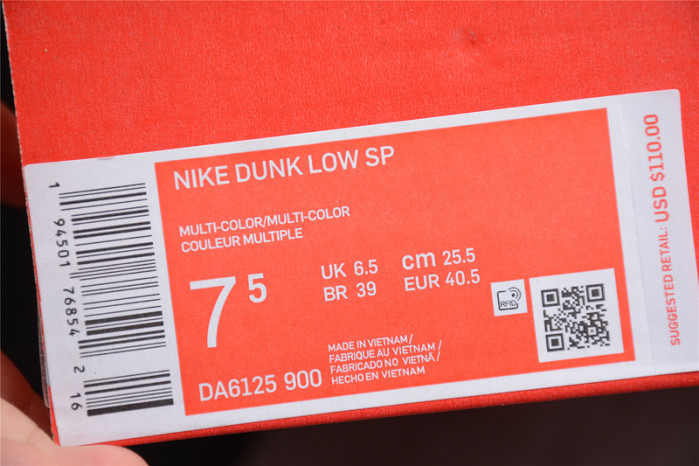 NIKE DUNK LOW SP
MULTI-COLOR/MULTI-COLOR
COULEUR MULTIPLE
7 5
UK 6.5 cm 25.5
BR 39 EUR 40.5
RFID
MADE IN VIETNAM/
FABRIQUE AU VIETNAM/
FABRICADO NO VIETNÃ/
HECHO EN VIETNAM
DA6125 900
1 94501 76854 2 16
SUGGESTED RETAIL: USD $110.00